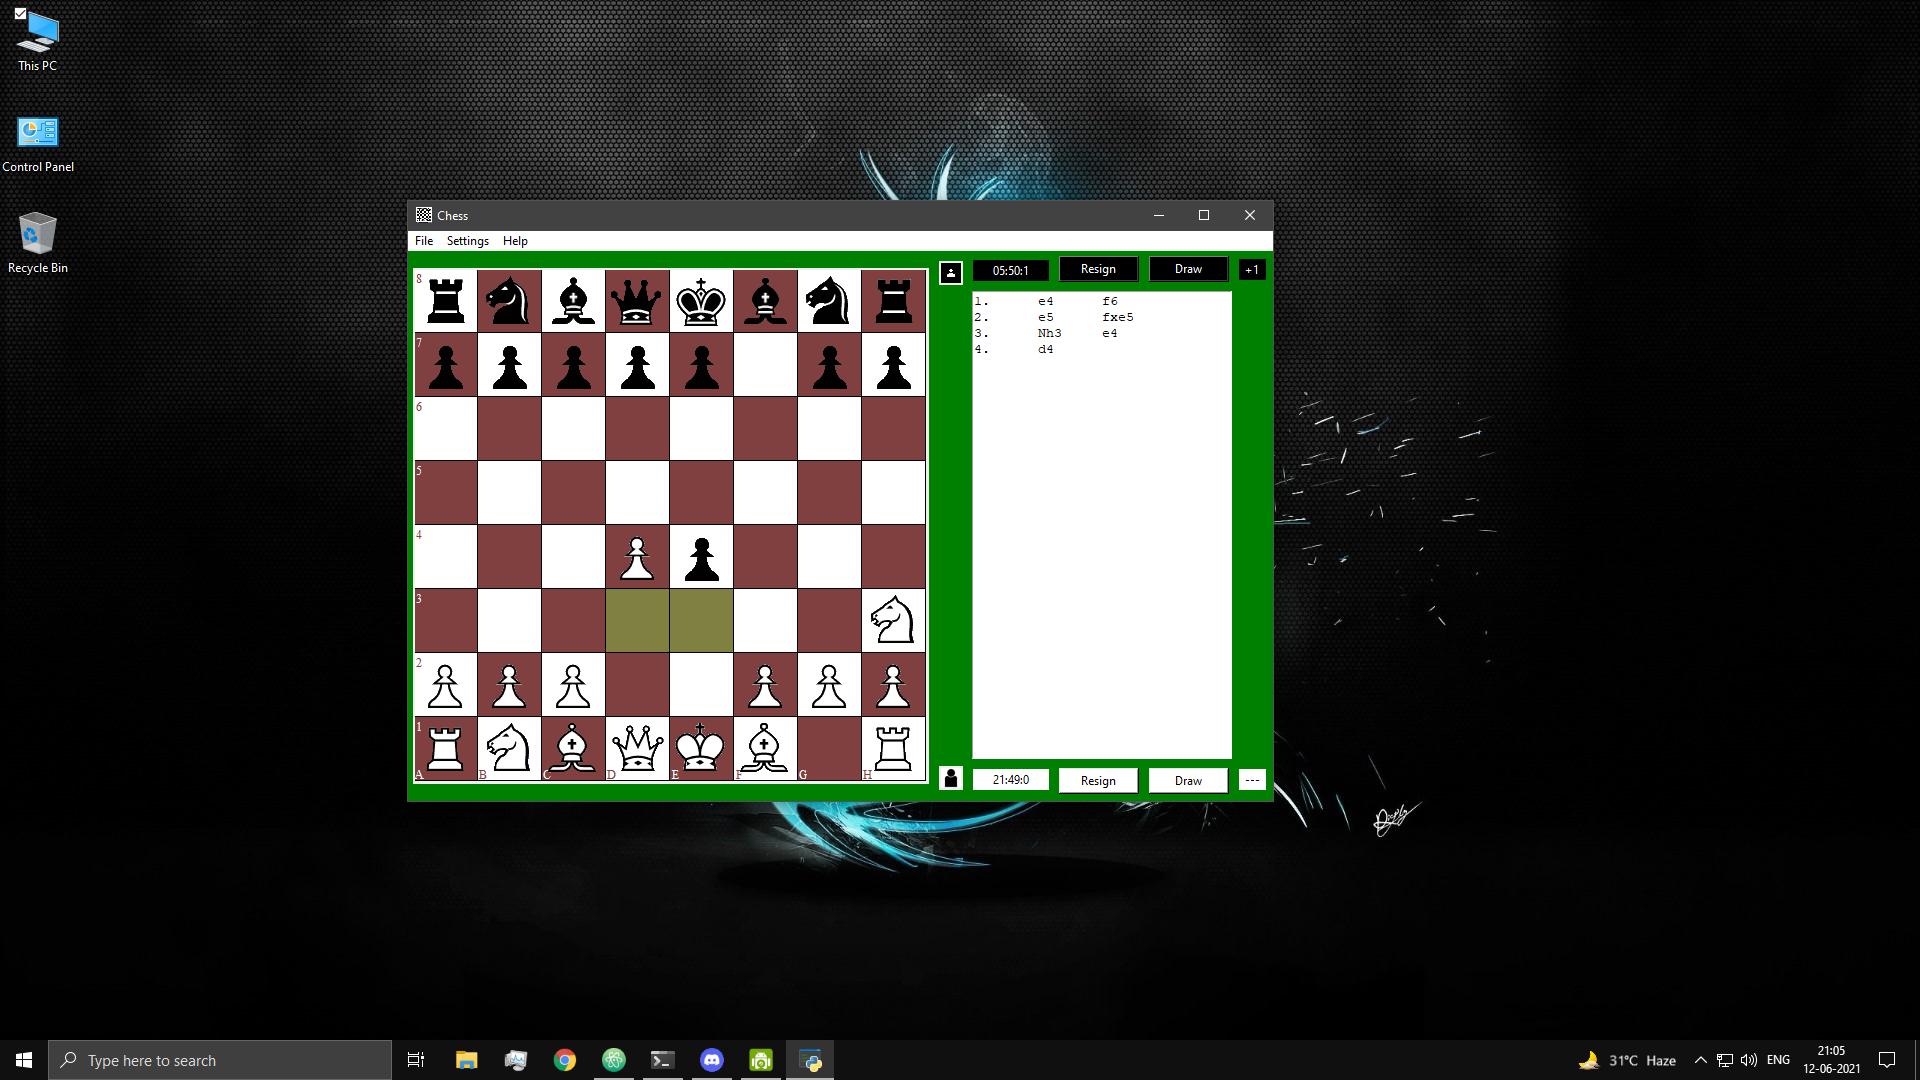 This PC
Control Panel
Recycle Bin
Chess
File Settings Help
05:50:1 Resign Draw +1
1. e4 f6
2. e5 fxe5
3. Nh3 e4
4. d4
8
7
6
5
4
3
2
1
A B C D E F G H
21:49:0 Resign Draw ---
Type here to search
31°C Haze
ENG
21:05
12-06-2021